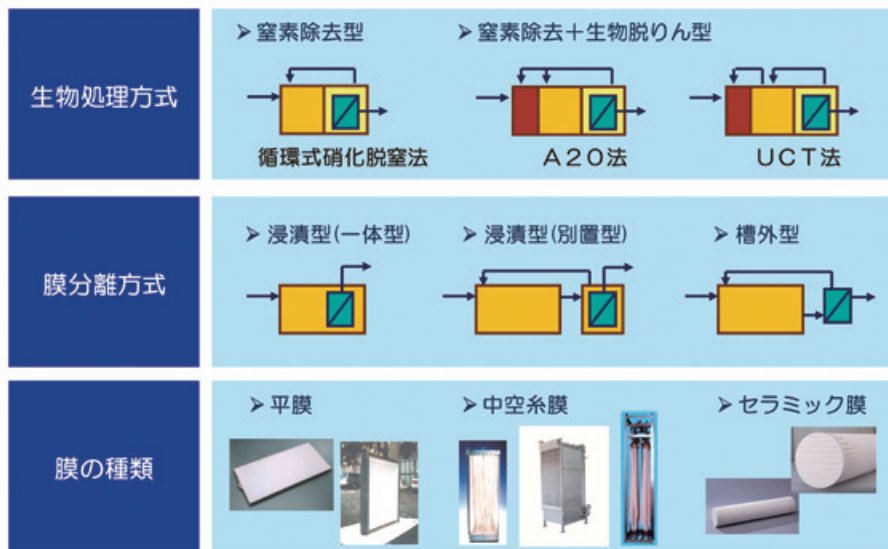 生物処理方式
➤窒素除去型
➤窒素除去＋生物脱りん型
循環式硝化脱窒法
Ａ２Ｏ法
ＵＣＴ法
膜分離方式
➤浸漬型(一体型)
➤浸漬型(別置型)
➤槽外型
膜の種類
➤平膜
➤中空糸膜
➤セラミック膜